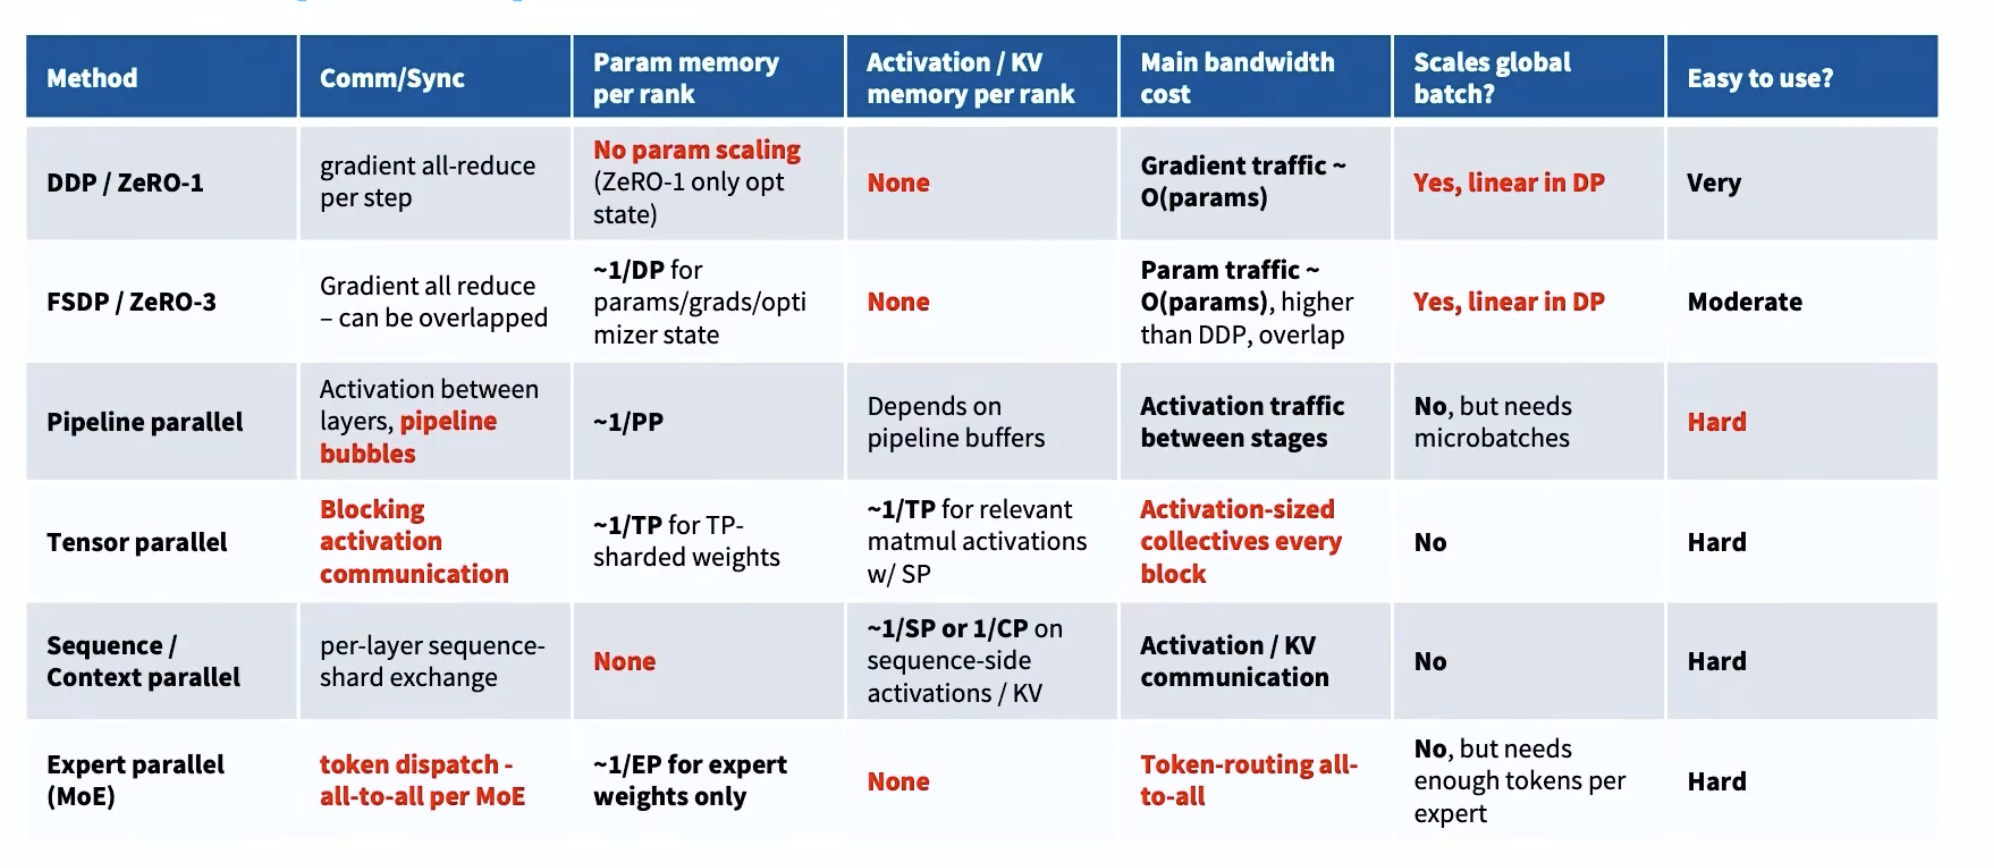 Method
Comm/Sync
Param memory
per rank
Activation / KV
memory per rank
Main bandwidth
cost
Scales global
batch?
Easy to use?
DDP / ZeRO-1
gradient all-reduce
per step
No param scaling
(ZeRO-1 only opt
state)
None
Gradient traffic ~
O(params)
Yes, linear in DP
Very
FSDP / ZeRO-3
Gradient all reduce
– can be overlapped
~1/DP for
params/grads/opti
mizer state
None
Param traffic ~
O(params), higher
than DDP, overlap
Yes, linear in DP
Moderate
Pipeline parallel
Activation between
layers, pipeline
bubbles
~1/PP
Depends on
pipeline buffers
Activation traffic
between stages
No, but needs
microbatches
Hard
Tensor parallel
Blocking
activation
communication
~1/TP for TP-
sharded weights
~1/TP for relevant
matmul activations
w/ SP
Activation-sized
collectives every
block
No
Hard
Sequence /
Context parallel
per-layer sequence-
shard exchange
None
~1/SP or 1/CP on
sequence-side
activations / KV
Activation / KV
communication
No
Hard
Expert parallel
(MoE)
token dispatch -
all-to-all per MoE
~1/EP for expert
weights only
None
Token-routing all-
to-all
No, but needs
enough tokens per
expert
Hard